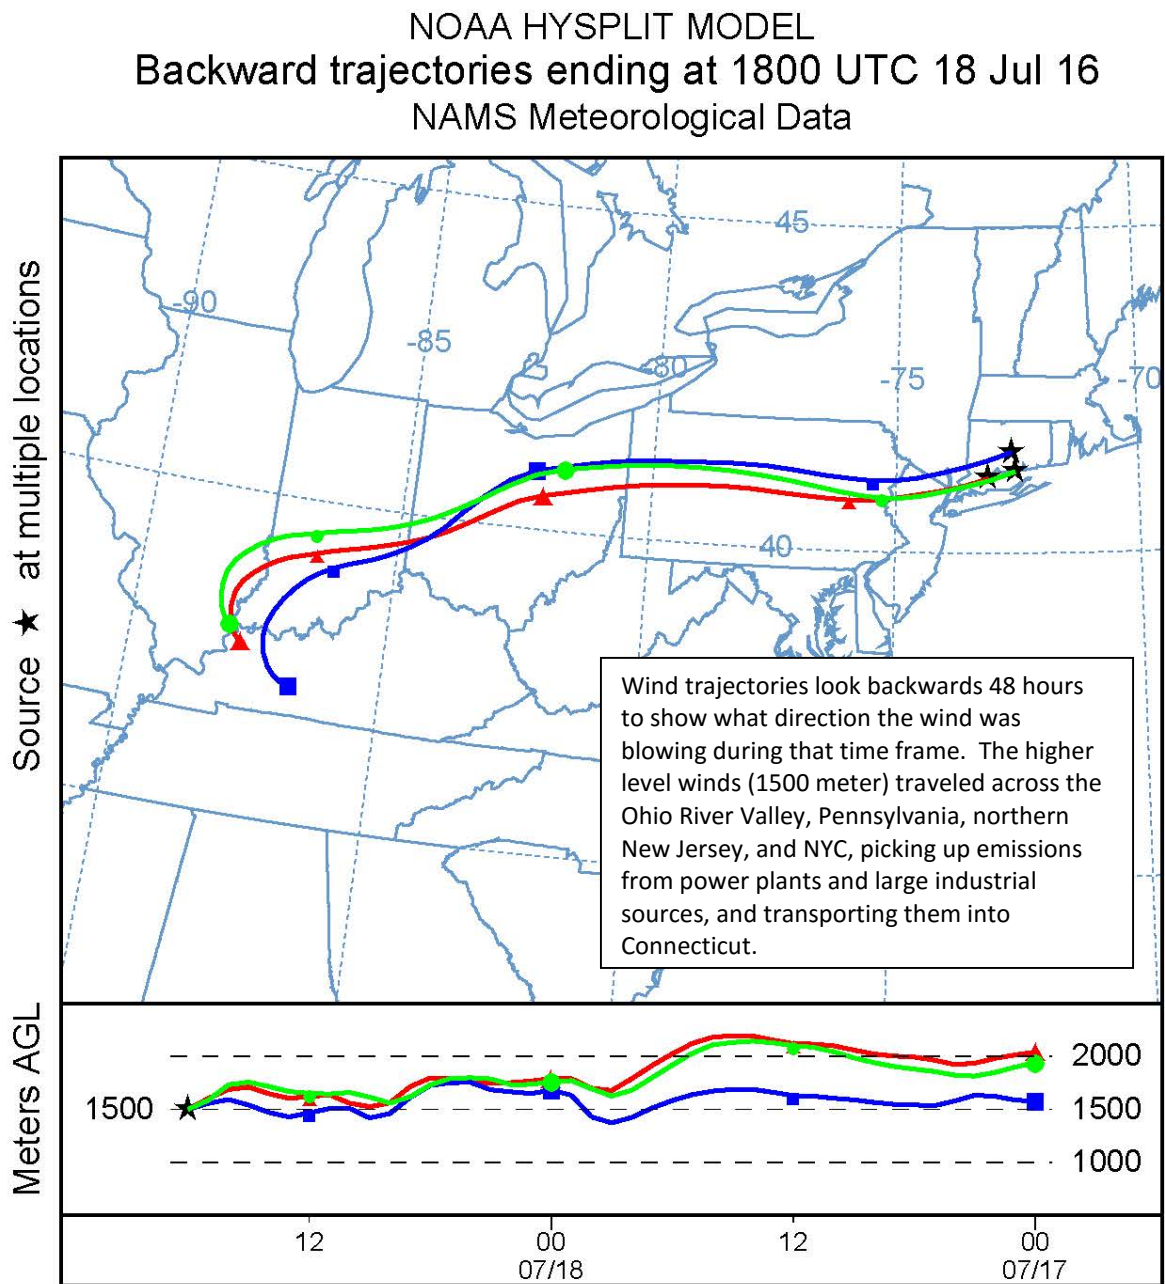 NOAA HYSPLIT MODEL
Backward trajectories ending at 1800 UTC 18 Jul 16
NAMS Meteorological Data
Source ★ at multiple locations
45
-90
-85
-80
-75
-70
40
Wind trajectories look backwards 48 hours
to show what direction the wind was
blowing during that time frame.  The higher
level winds (1500 meter) traveled across the
Ohio River Valley, Pennsylvania, northern
New Jersey, and NYC, picking up emissions
from power plants and large industrial
sources, and transporting them into
Connecticut.
Meters AGL
2000
1500
1500
1000
12
00
12
00
07/18
07/17